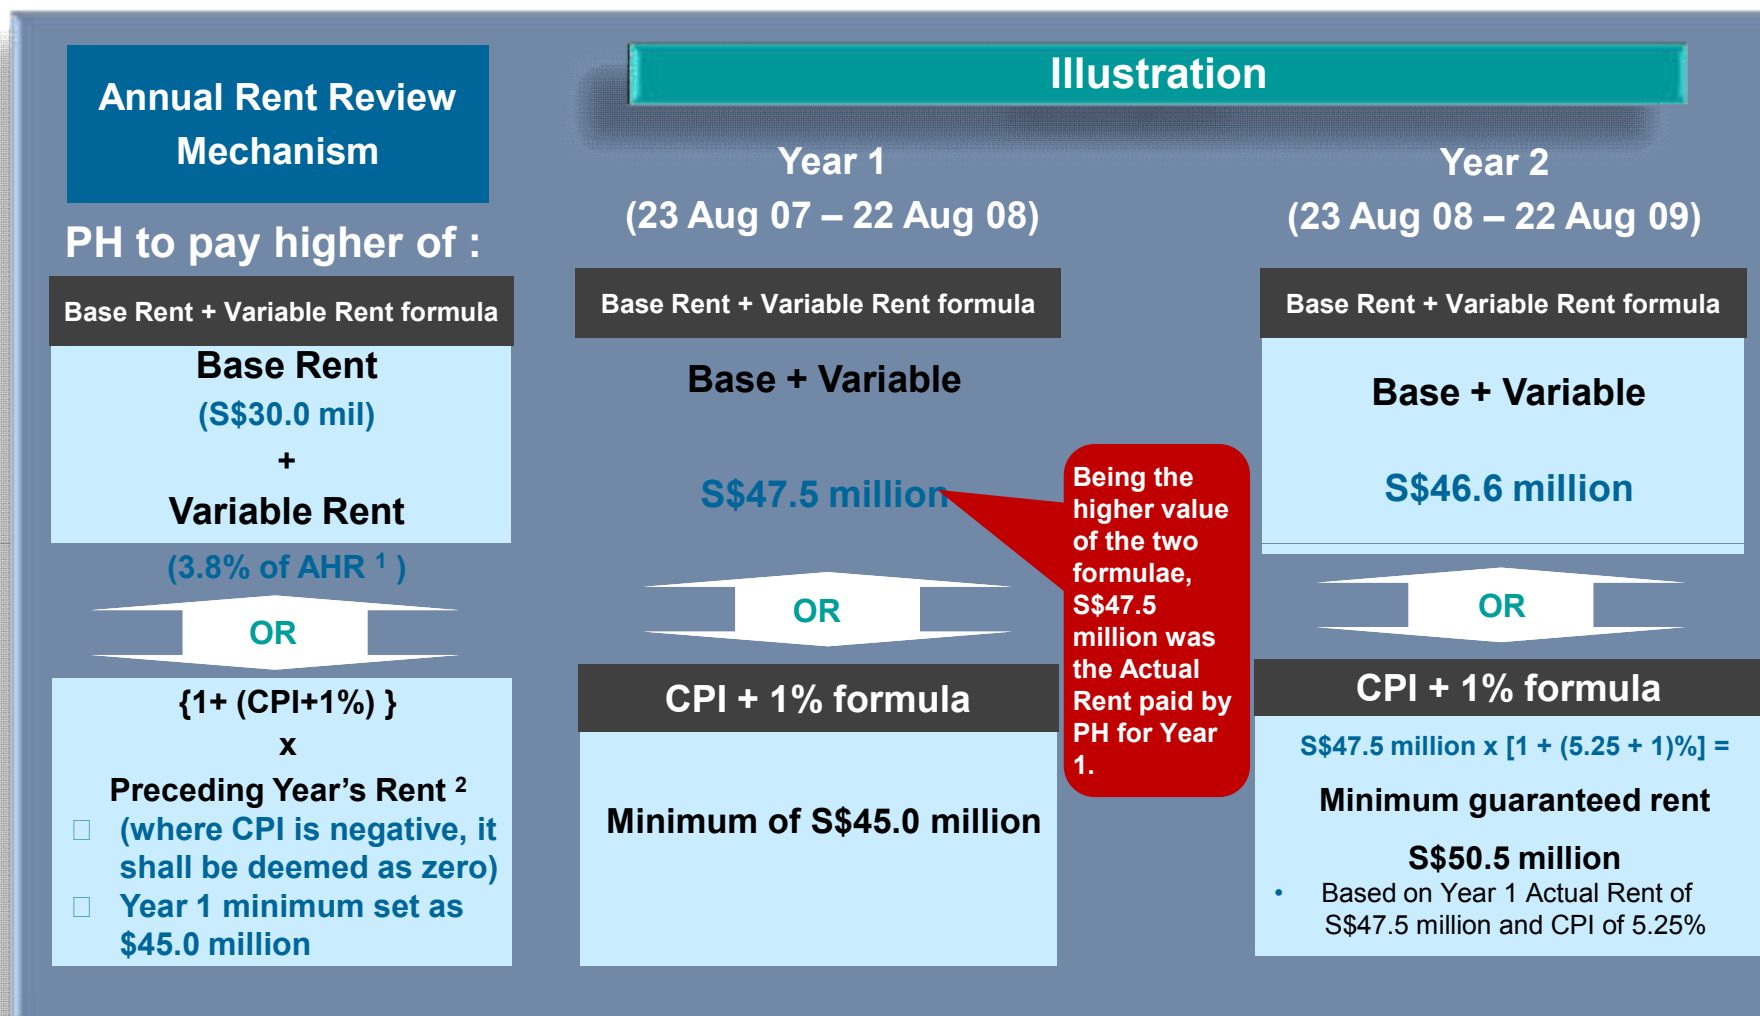 Annual Rent Review
Mechanism
PH to pay higher of :
Base Rent + Variable Rent formula
Base Rent
(S$30.0 mil)
+
Variable Rent
(3.8% of AHR ¹ )
OR
{1+ (CPI+1%) }
x
Preceding Year’s Rent ²
(where CPI is negative, it
shall be deemed as zero)
Year 1 minimum set as
$45.0 million
Illustration
Year 1
(23 Aug 07 – 22 Aug 08)
Base Rent + Variable Rent formula
Base + Variable
S$47.5 million
OR
CPI + 1% formula
Minimum of S$45.0 million
Being the
higher value
of the two
formulae,
S$47.5
million was
the Actual
Rent paid by
PH for Year
1.
Year 2
(23 Aug 08 – 22 Aug 09)
Base Rent + Variable Rent formula
Base + Variable
S$46.6 million
OR
CPI + 1% formula
S$47.5 million x [1 + (5.25 + 1)%] =
Minimum guaranteed rent
S$50.5 million
• Based on Year 1 Actual Rent of
S$47.5 million and CPI of 5.25%